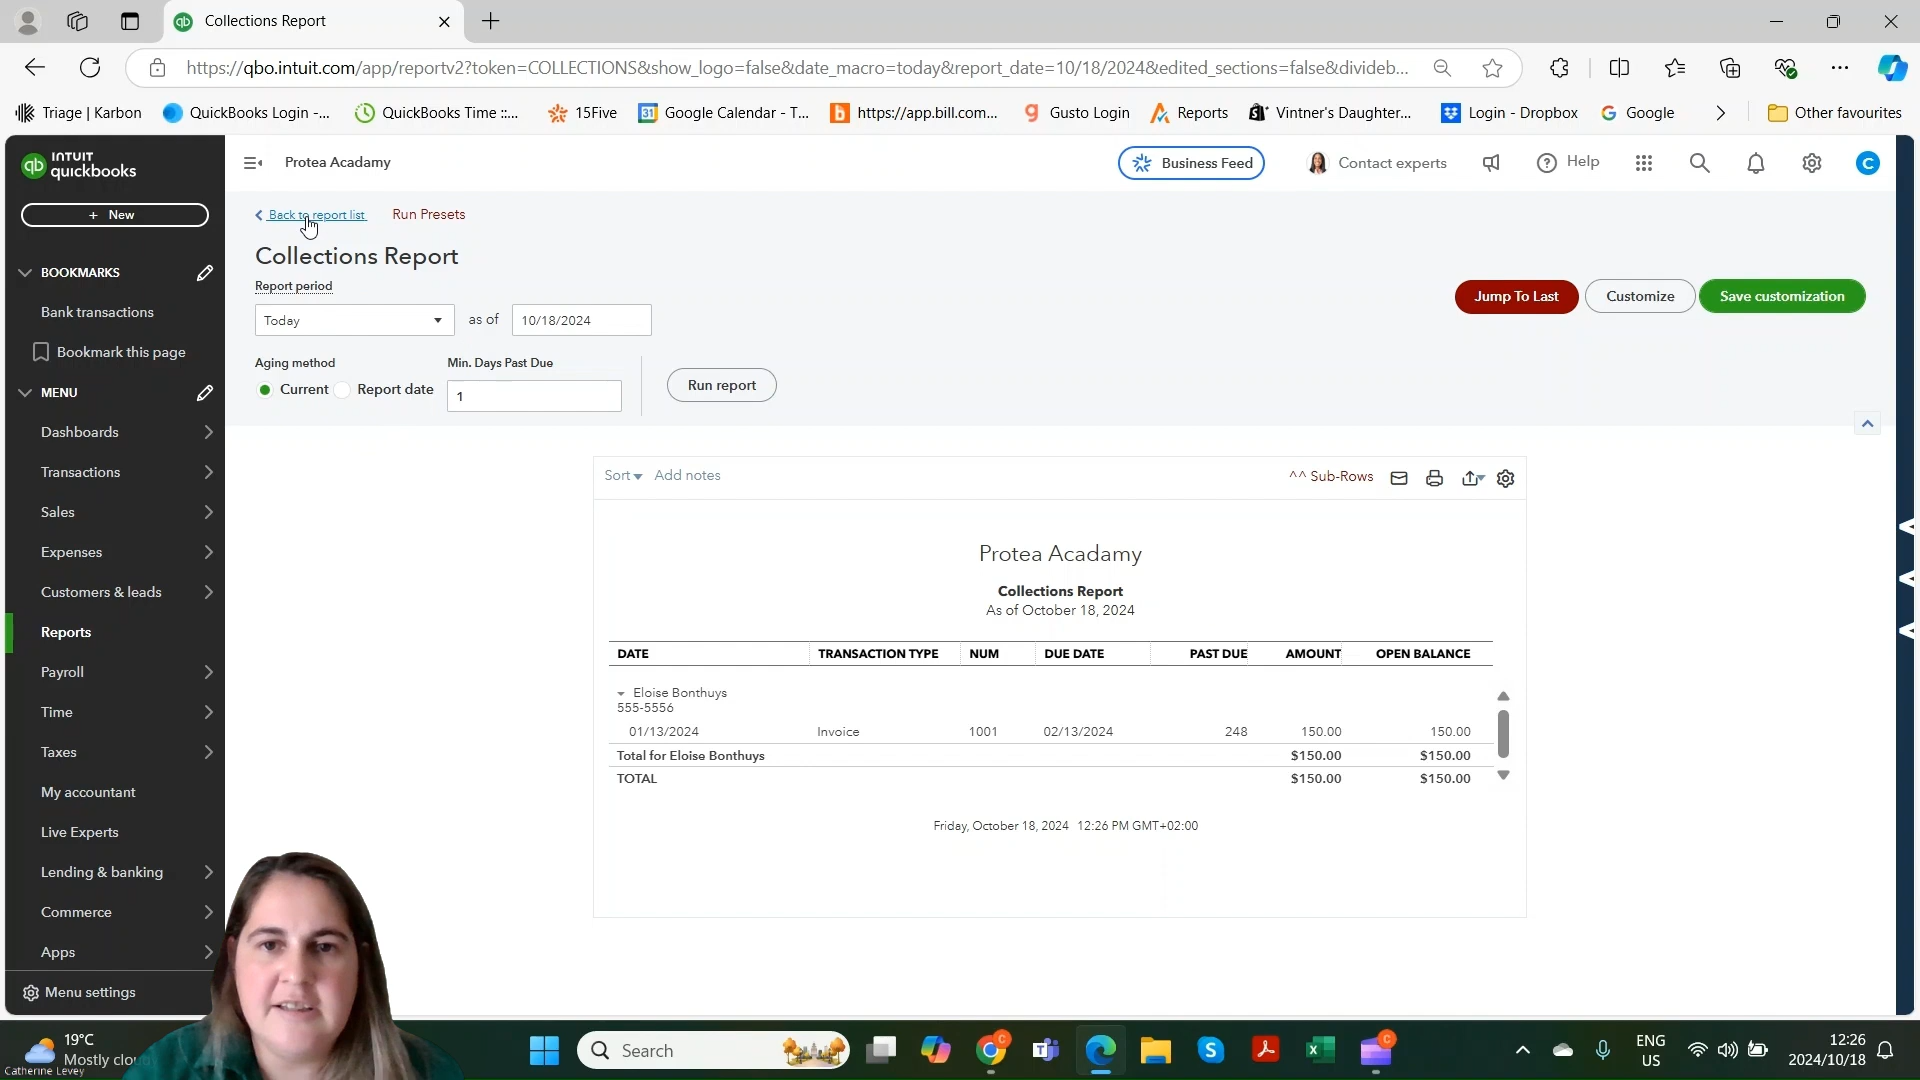 Collections Report
https://qbo.intuit.com/app/reportv2?token=COLLECTIONS&show_logo=false&date_macro=today&report_date=10/18/2024&edited_sections=false&divideb...
Triage | Karbon
QuickBooks Login -...
QuickBooks Time ::...
15Five
31
Google Calendar - T...
https://app.bill.com...
Gusto Login
Reports
Vintner's Daughter...
Login - Dropbox
Google
Other favourites
INTUIT
quickbooks
Protea Acadamy
Business Feed
Contact experts
Help
C
+ New
Back to report list
Run Presets
Collections Report
Report period
Today
as of
10/18/2024
Jump To Last
Customize
Save customization
Aging method
Current
Report date
Min. Days Past Due
1
Run report
BOOKMARKS
Bank transactions
Bookmark this page
MENU
Dashboards
Transactions
Sales
Expenses
Customers & leads
Reports
Payroll
Time
Taxes
My accountant
Live Experts
Lending & banking
Commerce
Apps
Menu settings
Sort
Add notes
^^ Sub-Rows
Protea Acadamy
Collections Report
As of October 18, 2024
DATE TRANSACTION TYPE NUM DUE DATE PAST DUE AMOUNT OPEN BALANCE
Eloise Bonthuys
555-5556
01/13/2024 Invoice 1001 02/13/2024 248 150.00 150.00
Total for Eloise Bonthuys $150.00 $150.00
TOTAL $150.00 $150.00
Friday, October 18, 2024 12:26 PM GMT+02:00
19°C
Mostly clou
Catherine Levey
Search
ENG
US
12:26
2024/10/18